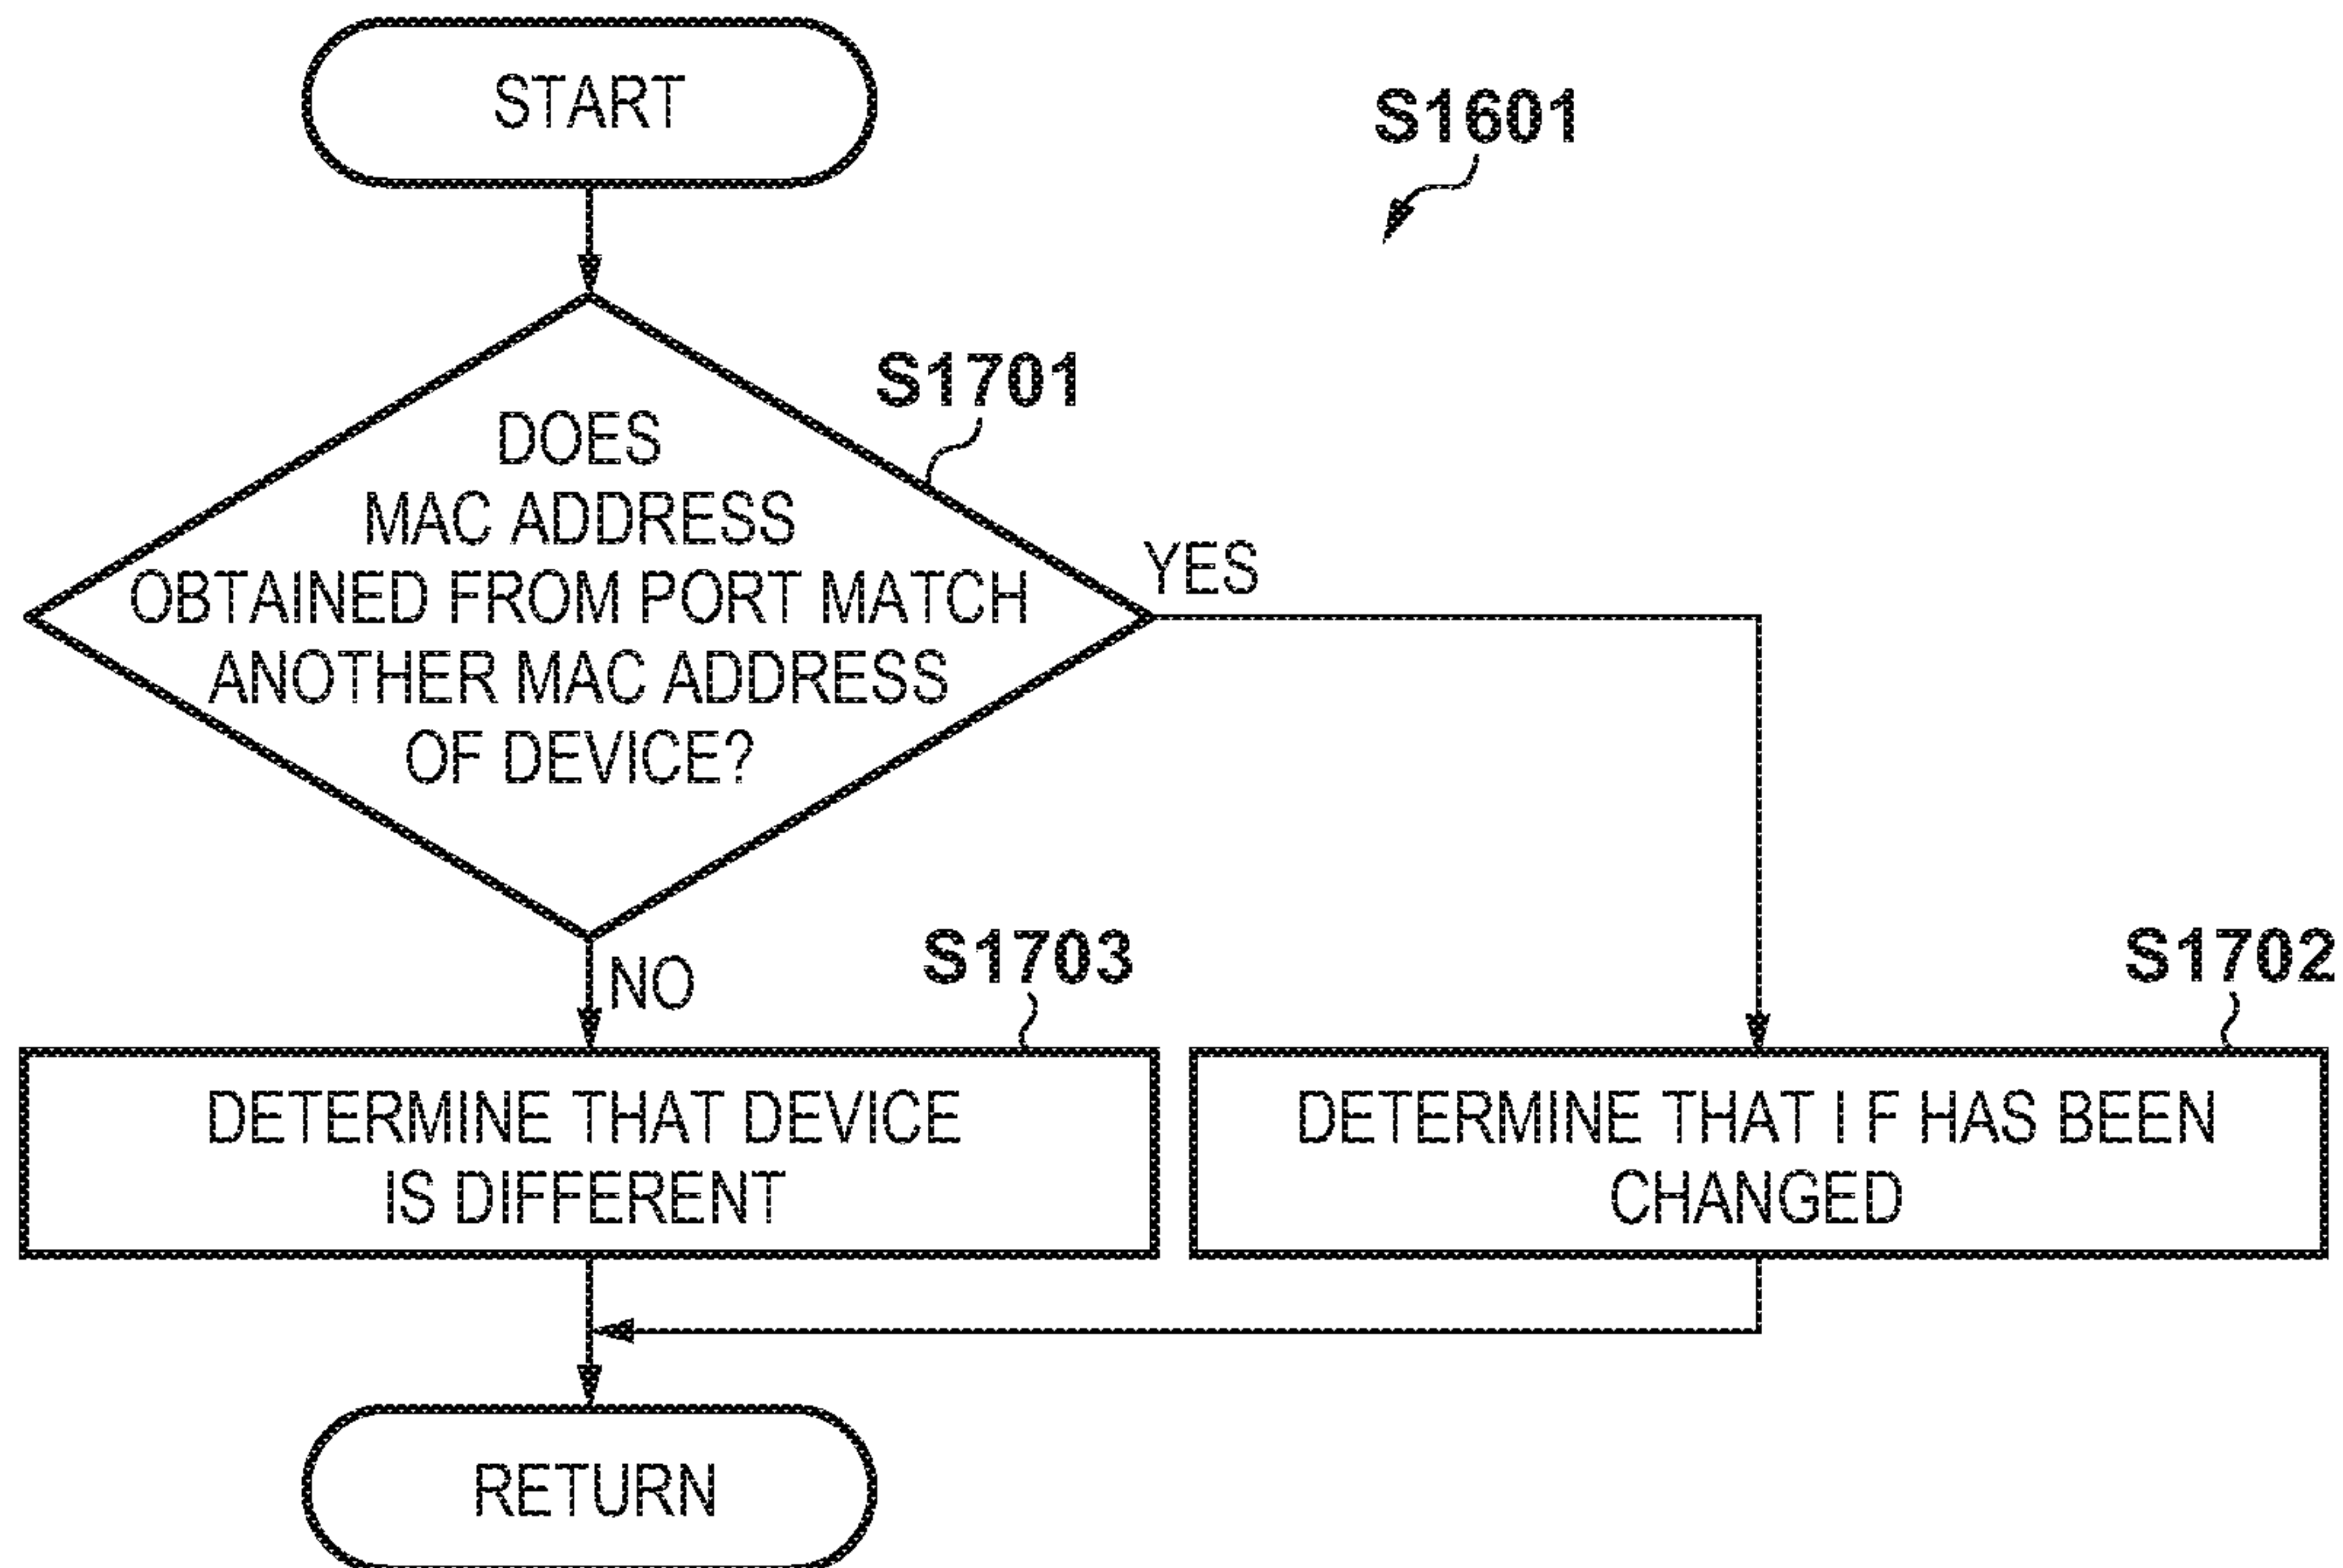 START
S1601
S1701
DOES
MAC ADDRESS
OBTAINED FROM PORT MATCH
ANOTHER MAC ADDRESS
OF DEVICE?
YES
NO
S1703
DETERMINE THAT DEVICE
IS DIFFERENT
S1702
DETERMINE THAT I F HAS BEEN
CHANGED
RETURN